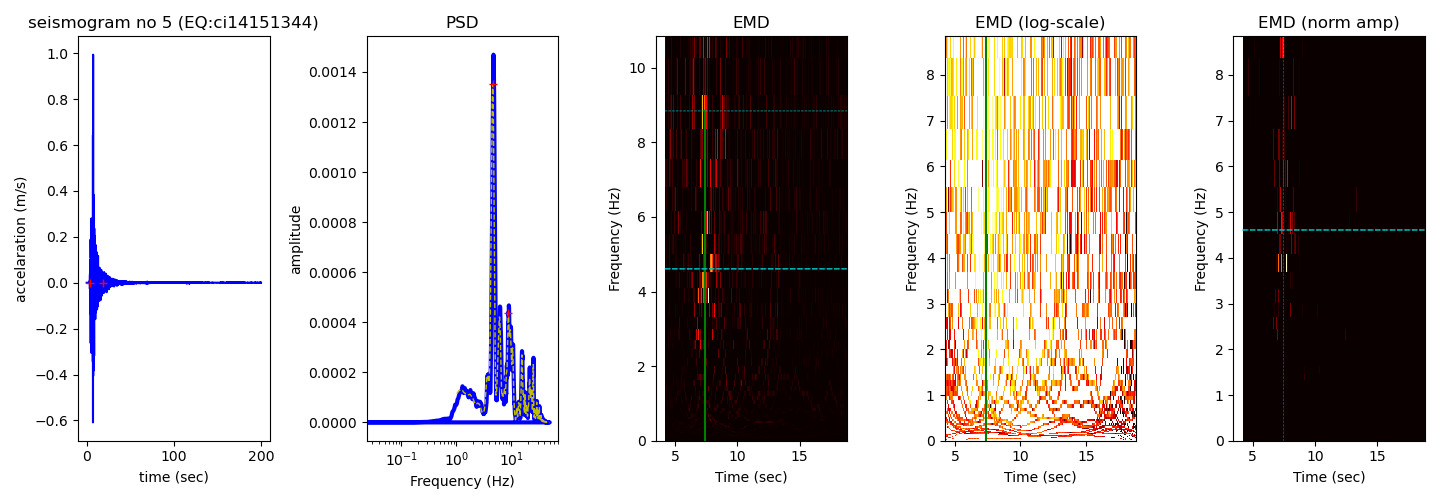 seismogram no 5 (EQ:ci14151344)
accelaration (m/s)
1.0
0.8
0.6
0.4
0.2
0.0
−0.2
−0.4
−0.6
0 100 200
time (sec)
PSD
amplitude
0.0014
0.0012
0.0010
0.0008
0.0006
0.0004
0.0002
0.0000
10⁻¹ 10⁰ 10¹
Frequency (Hz)
EMD
Frequency (Hz)
10
8
6
4
2
0
5 10 15
Time (sec)
EMD (log-scale)
Frequency (Hz)
8
7
6
5
4
3
2
1
0
5 10 15
Time (sec)
EMD (norm amp)
Frequency (Hz)
8
7
6
5
4
3
2
1
0
5 10 15
Time (sec)